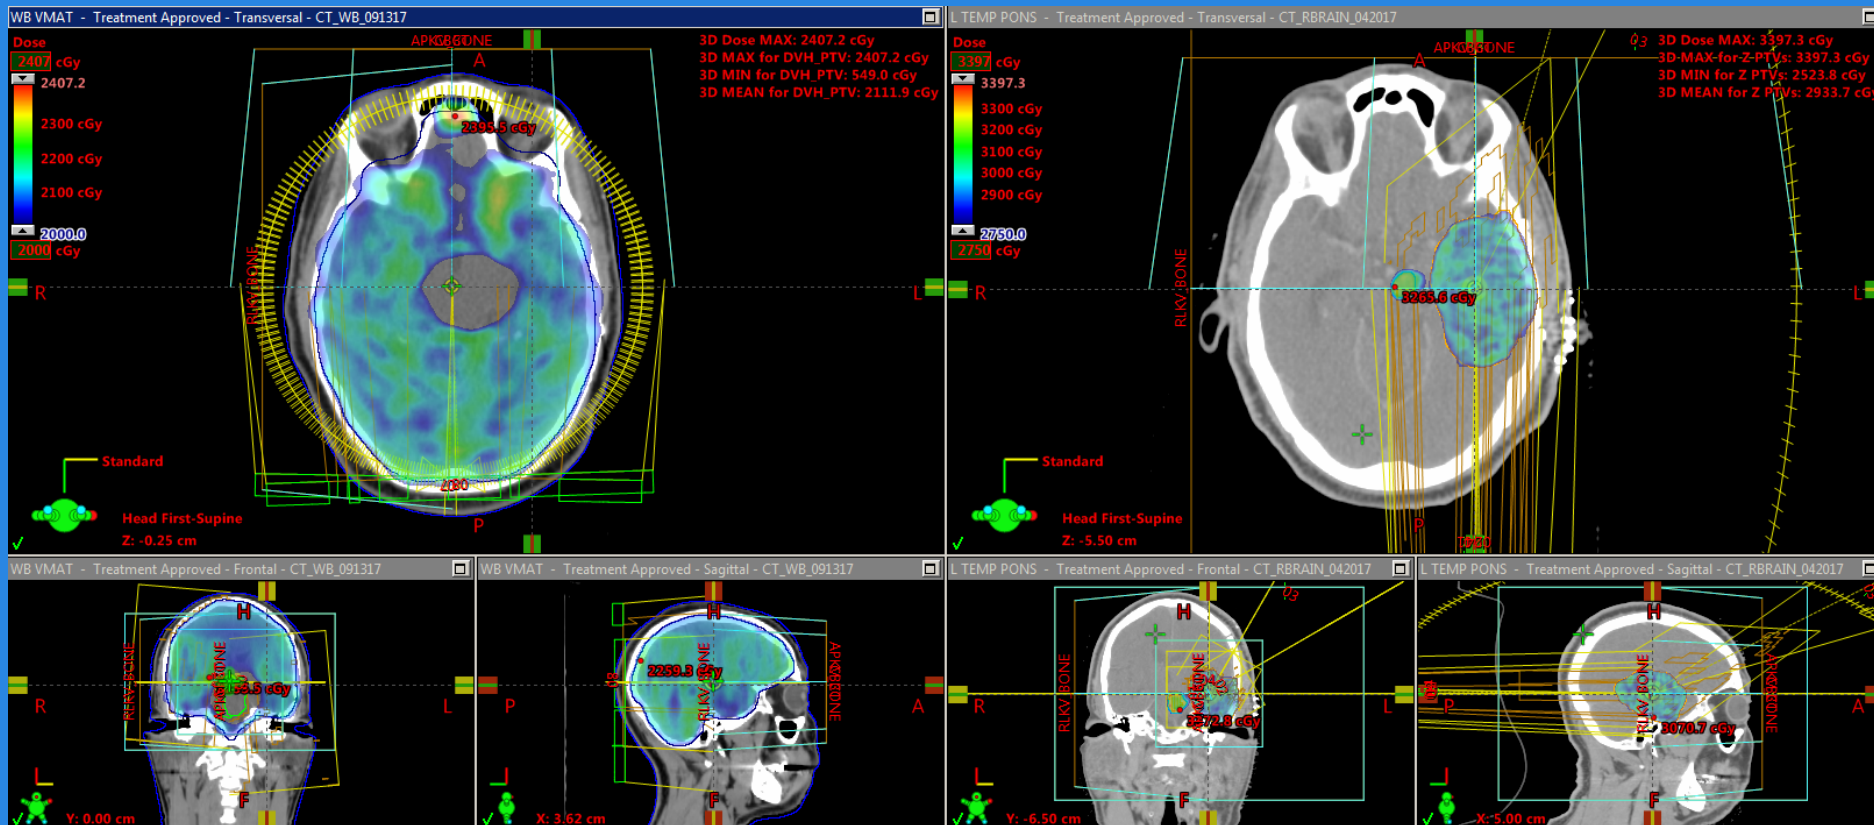 WB VMAT - Treatment Approved - Transversal - CT_WB_091317
Dose
2407 cGy
2407.2
2300 cGy
2200 cGy
2100 cGy
2000.0
2000 cGy
A
3D Dose MAX: 2407.2 cGy
3D MAX for DVH_PTV: 2407.2 cGy
3D MIN for DVH_PTV: 549.0 cGy
3D MEAN for DVH_PTV: 2111.9 cGy
2395.5 cGy
RLKV_BONE
R
L
Standard
P
Head First-Supine
Z: -0.25 cm
L TEMP PONS - Treatment Approved - Transversal - CT_RBRAIN_042017
Dose
3397 cGy
3397.3
3300 cGy
3200 cGy
3100 cGy
3000 cGy
2900 cGy
2750.0
2750 cGy
A
3D Dose MAX: 3397.3 cGy
3D MAX for Z PTVs: 3397.3 cGy
3D MIN for Z PTVs: 2523.8 cGy
3D MEAN for Z PTVs: 2933.7 cGy
3265.6 cGy
RLKV_BONE
R
L
Standard
P
Head First-Supine
Z: -5.50 cm
WB VMAT - Treatment Approved - Frontal - CT_WB_091317
H
R
L
F
Y: 0.00 cm
WB VMAT - Treatment Approved - Sagittal - CT_WB_091317
H
2259.3 cGy
RLKV_BONE
P
A
F
X: 3.62 cm
L TEMP PONS - Treatment Approved - Frontal - CT_RBRAIN_042017
H
RLKV_BONE
R
L
3272.8 cGy
F
Y: -6.50 cm
L TEMP PONS - Treatment Approved - Sagittal - CT_RBRAIN_042017
H
RLKV_BONE
P
A
3070.7 cGy
F
X: 5.00 cm